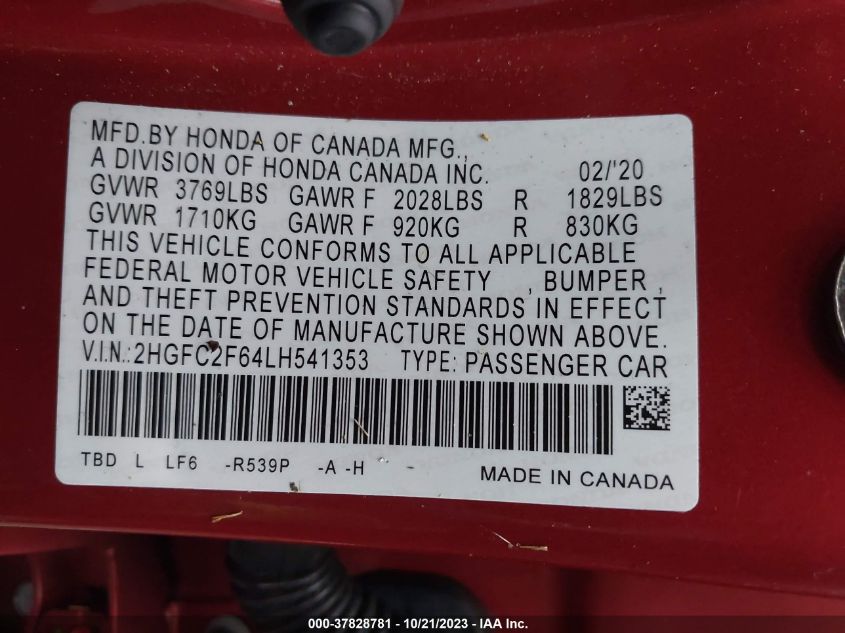 MFD.BY HONDA OF CANADA MFG.,
A DIVISION OF HONDA CANADA INC. 02/'20
GVWR 3769LBS GAWR F 2028LBS R 1829LBS
GVWR 1710KG GAWR F 920KG R 830KG
THIS VEHICLE CONFORMS TO ALL APPLICABLE
FEDERAL MOTOR VEHICLE SAFETY , BUMPER ,
AND THEFT PREVENTION STANDARDS IN EFFECT
ON THE DATE OF MANUFACTURE SHOWN ABOVE.
V.I.N.:2HGFC2F64LH541353 TYPE: PASSENGER CAR
TBD L LF6 -R539P -A -H -
MADE IN CANADA
000-37828781 - 10/21/2023 - IAA Inc.